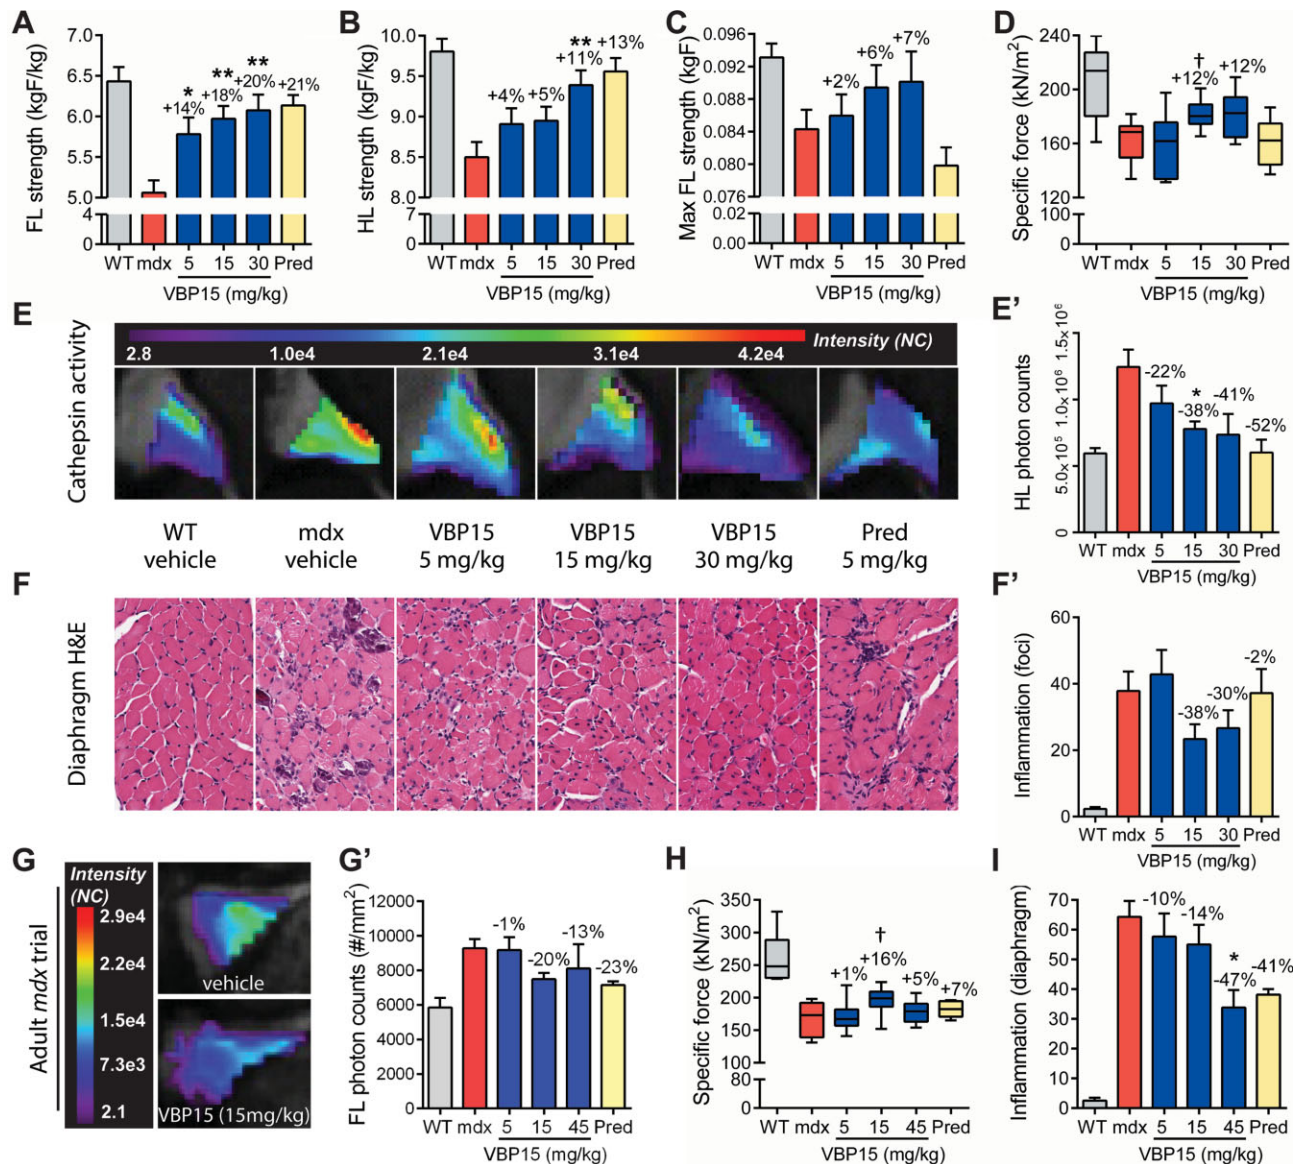 A
FL strength (kgF/kg)
7.0
6.5
6.0
5.5
5.0
4
0
*
**
**
+14%
+18%
+20%
+21%
WT mdx 5 15 30 Pred
VBP15 (mg/kg)
B
HL strength (kgF/kg)
10.0
9.5
9.0
8.5
8.0
7
0
**
+4%
+5%
+11%
+13%
WT mdx 5 15 30 Pred
VBP15 (mg/kg)
C
Max FL strength (kgF)
0.096
0.092
0.088
0.084
0.080
0.076
0.02
0.00
+2%
+6%
+7%
WT mdx 5 15 30 Pred
VBP15 (mg/kg)
D
Specific force (kN/m²)
240
200
160
120
100
0
†
+12%
+12%
WT mdx 5 15 30 Pred
VBP15 (mg/kg)
E
Cathepsin activity
2.8 1.0e4 2.1e4 3.1e4 4.2e4
Intensity (NC)
WT
vehicle
mdx
vehicle
VBP15
5 mg/kg
VBP15
15 mg/kg
VBP15
30 mg/kg
Pred
5 mg/kg
E'
HL photon counts
1.5×10⁶
1.0×10⁶
5.0×10⁵
0
-22%
*
-38%
-41%
-52%
WT mdx 5 15 30 Pred
VBP15 (mg/kg)
F
Diaphragm H&E
F'
Inflammation (foci)
60
40
20
0
-38%
-30%
-2%
WT mdx 5 15 30 Pred
VBP15 (mg/kg)
G
Adult mdx trial
Intensity
(NC)
2.9e4
2.2e4
1.5e4
7.3e3
2.1
vehicle
VBP15 (15mg/kg)
G'
FL photon counts (#/mm²)
12000
10000
8000
6000
4000
2000
0
-1%
-20%
-13%
-23%
WT mdx 5 15 45 Pred
VBP15 (mg/kg)
H
Specific force (kN/m²)
350
300
250
200
150
100
80
0
†
+1%
+16%
+5%
+7%
WT mdx 5 15 45 Pred
VBP15 (mg/kg)
I
Inflammation (diaphragm)
70
60
50
40
30
20
10
0
-10%
-14%
*
-47%
-41%
WT mdx 5 15 45 Pred
VBP15 (mg/kg)